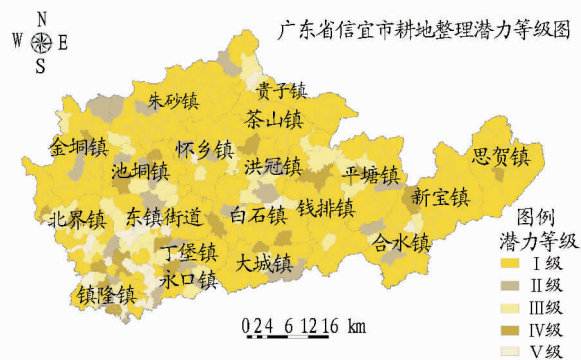 广东省信宜市耕地整理潜力等级图
N
W E
S
朱砂镇
贵子镇
茶山镇
金垌镇
怀乡镇
思贺镇
池垌镇
洪冠镇
平塘镇
新宝镇
北界镇
东镇街道
白石镇
钱排镇
合水镇
丁堡镇
大城镇
镇隆镇
水口镇
图例
潜力等级
Ⅰ级
Ⅱ级
Ⅲ级
Ⅳ级
Ⅴ级
0 2 4 6 12 16 km